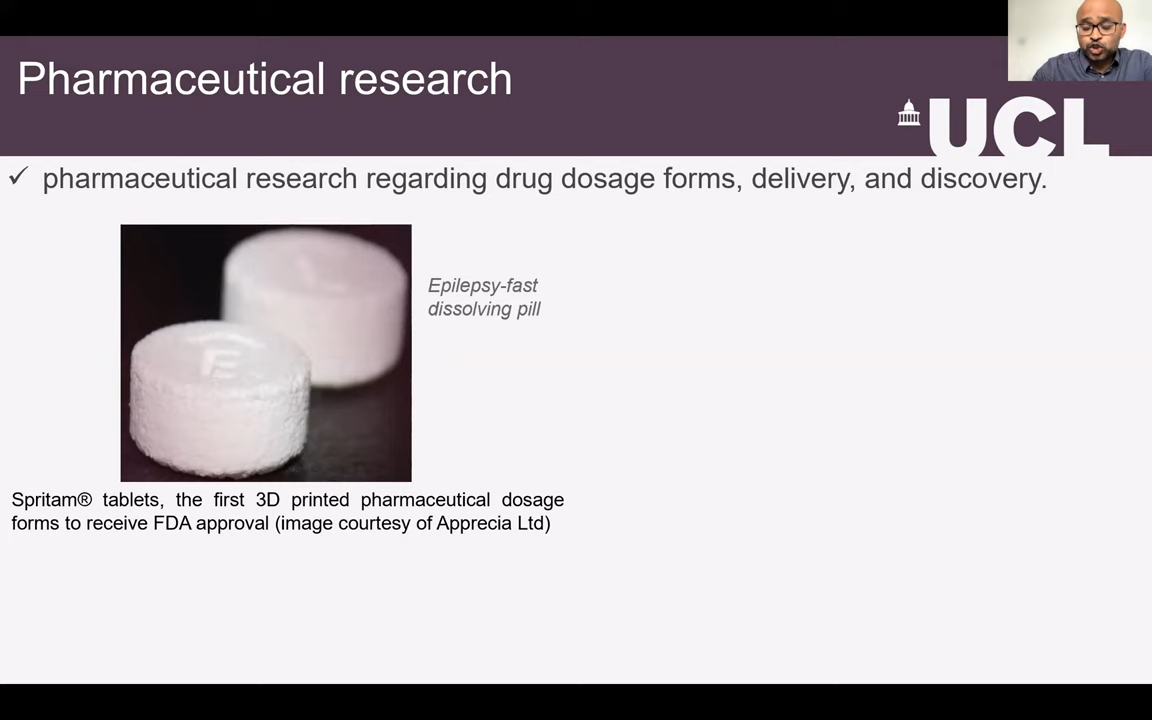 Pharmaceutical research
UCL
✓ pharmaceutical research regarding drug dosage forms, delivery, and discovery.
Epilepsy-fast
dissolving pill
E
Spritam® tablets, the first 3D printed pharmaceutical dosage
forms to receive FDA approval (image courtesy of Apprecia Ltd)